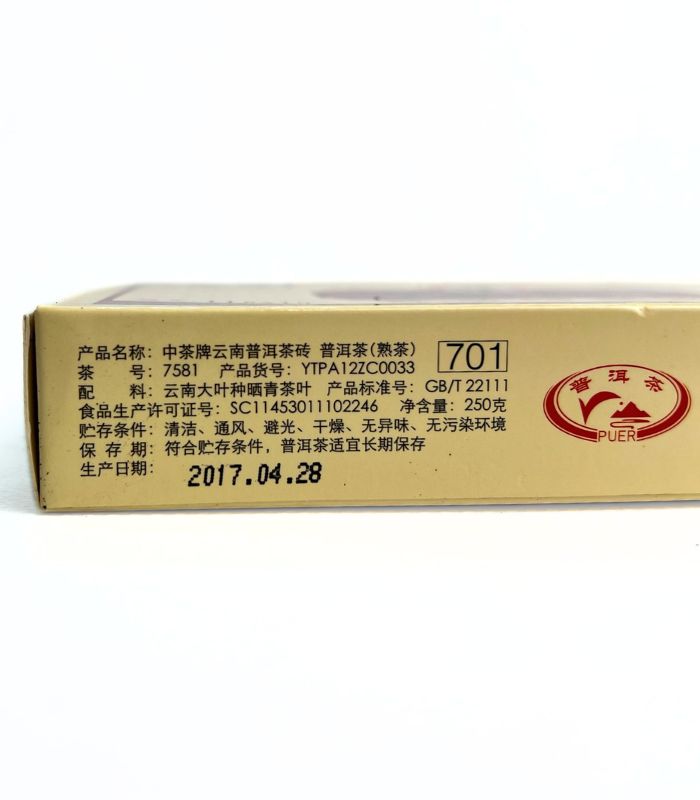 产品名称：中茶牌云南普洱茶砖 普洱茶（熟茶） 701
茶 号：7581 产品货号：YTPA12ZC0033
配 料：云南大叶种晒青茶叶 产品标准号：GB/T 22111
食品生产许可证号：SC11453011102246 净含量：250克
贮存条件：清洁、通风、避光、干燥、无异味、无污染环境
保 存 期：符合贮存条件，普洱茶适宜长期保存
生产日期：2017.04.28
普洱茶
PUER